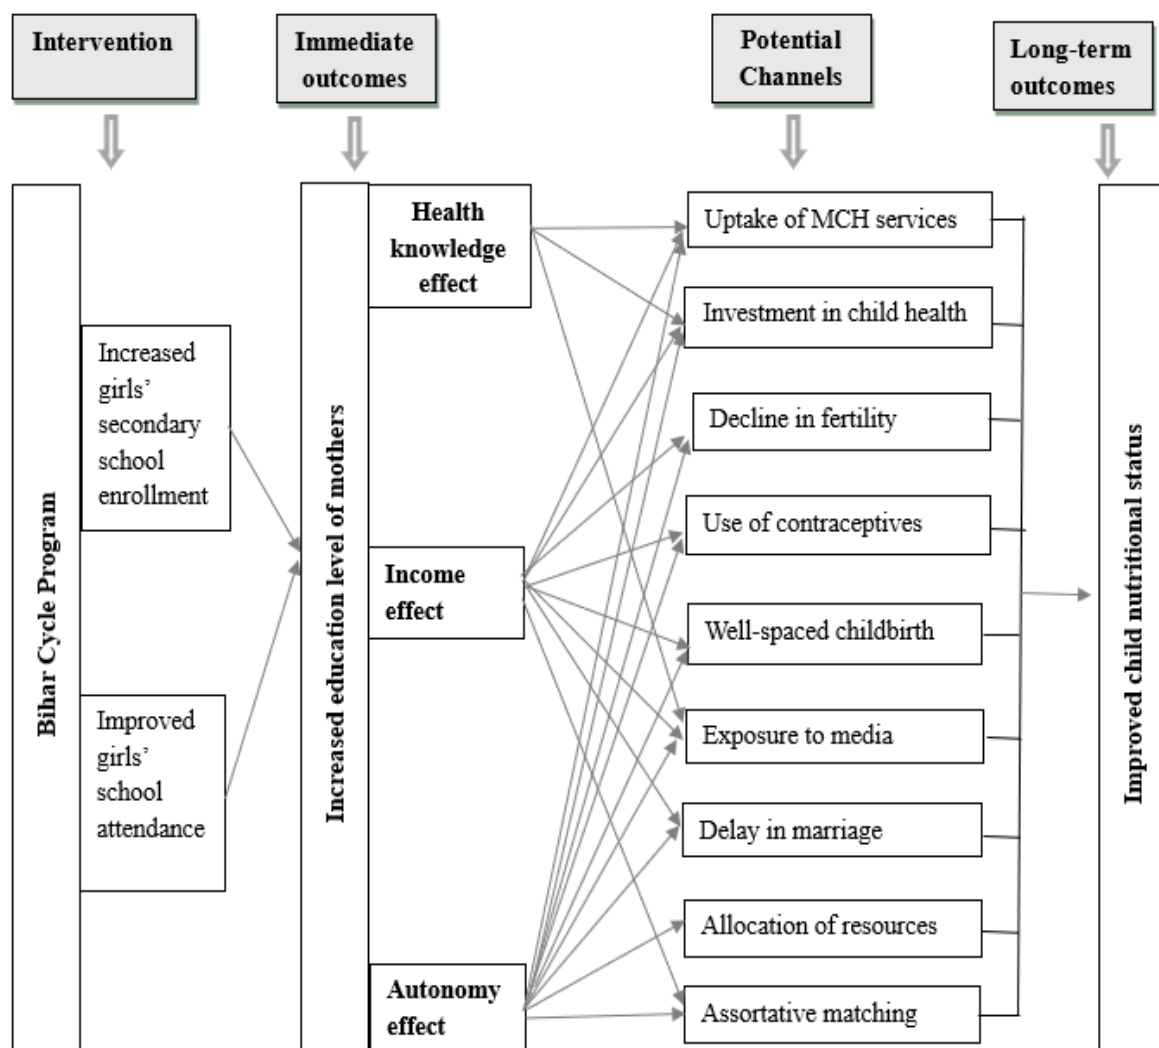 Intervention
Immediate
outcomes
Potential
Channels
Long-term
outcomes
Bihar Cycle Program
Increased
girls’
secondary
school
enrollment
Improved
girls’
school
attendance
Increased education level of mothers
Health
knowledge
effect
Income
effect
Autonomy
effect
Uptake of MCH services
Investment in child health
Decline in fertility
Use of contraceptives
Well-spaced childbirth
Exposure to media
Delay in marriage
Allocation of resources
Assortative matching
Improved child nutritional status